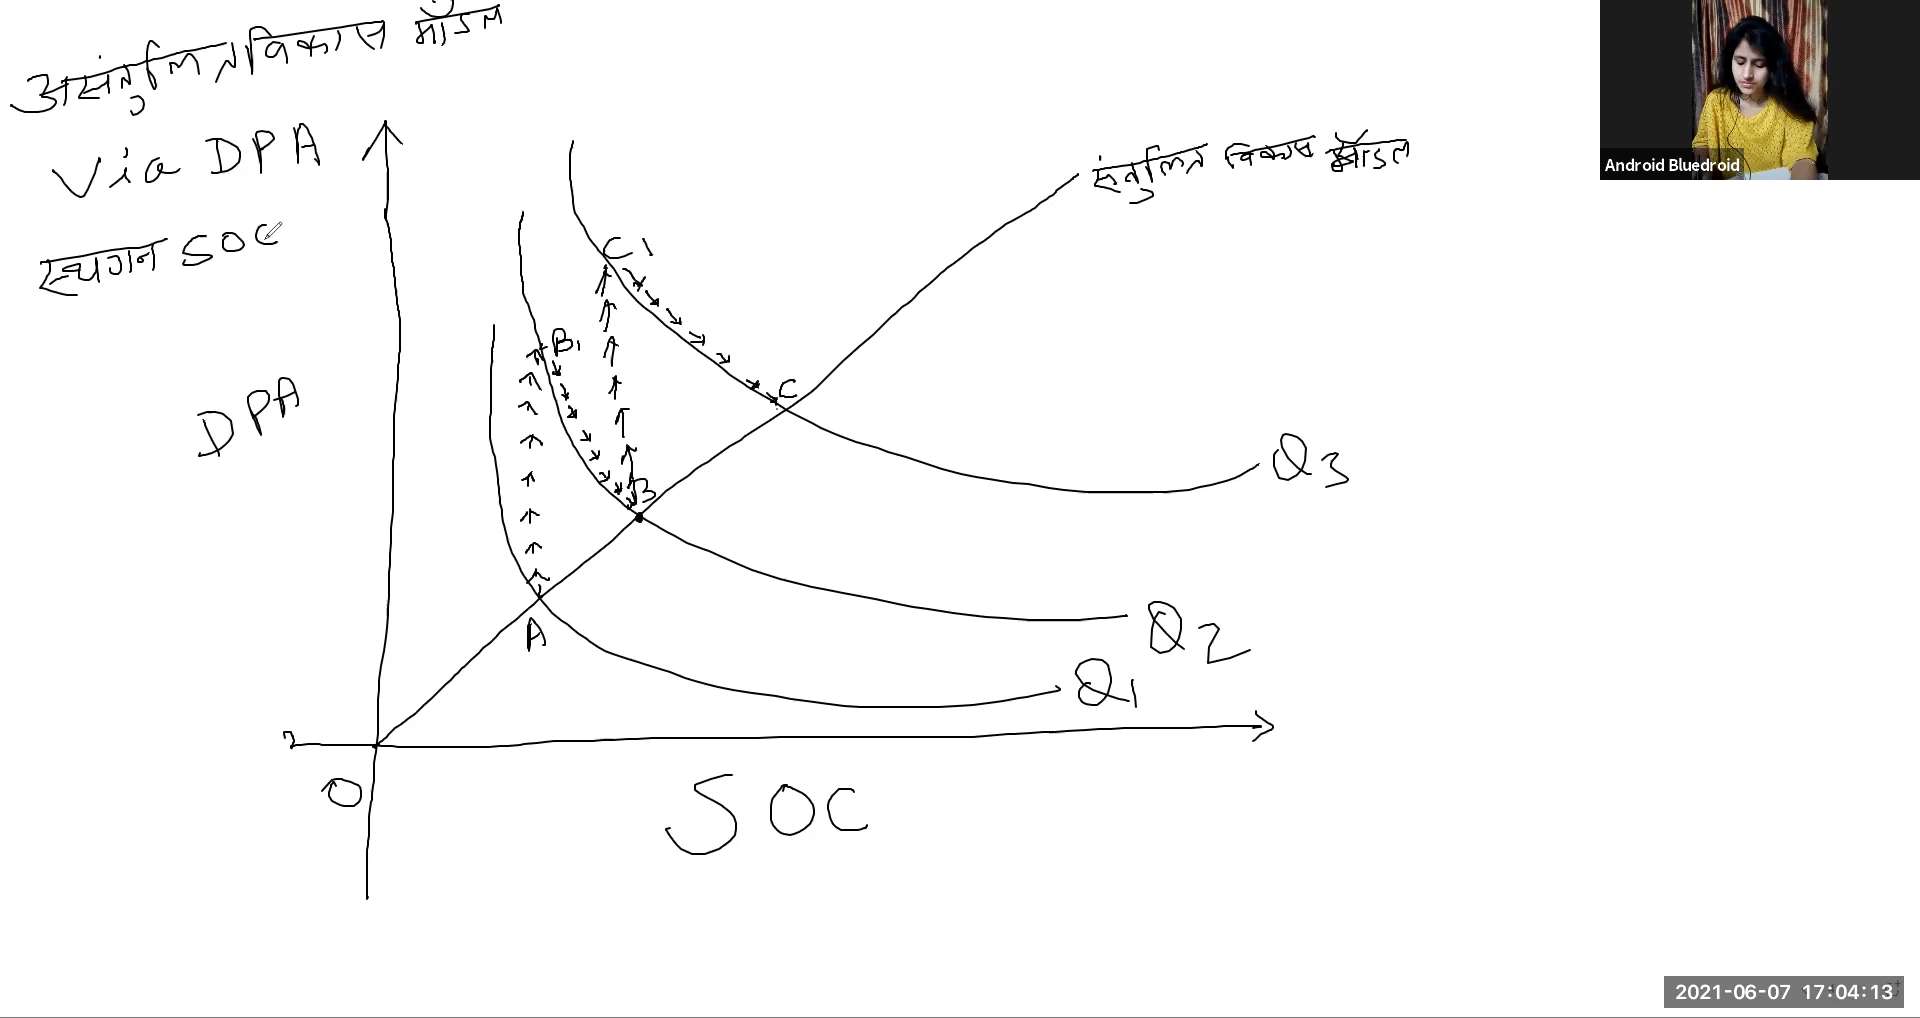 असंतुलित विकास मॉडल
Via DPA
स्थगन SOC
संतुलित विकास मॉडल
C1
B1
C
DPA
Q3
B
A
Q2
Q1
O
SOC
Android Bluedroid
2021-06-07 17:04:13